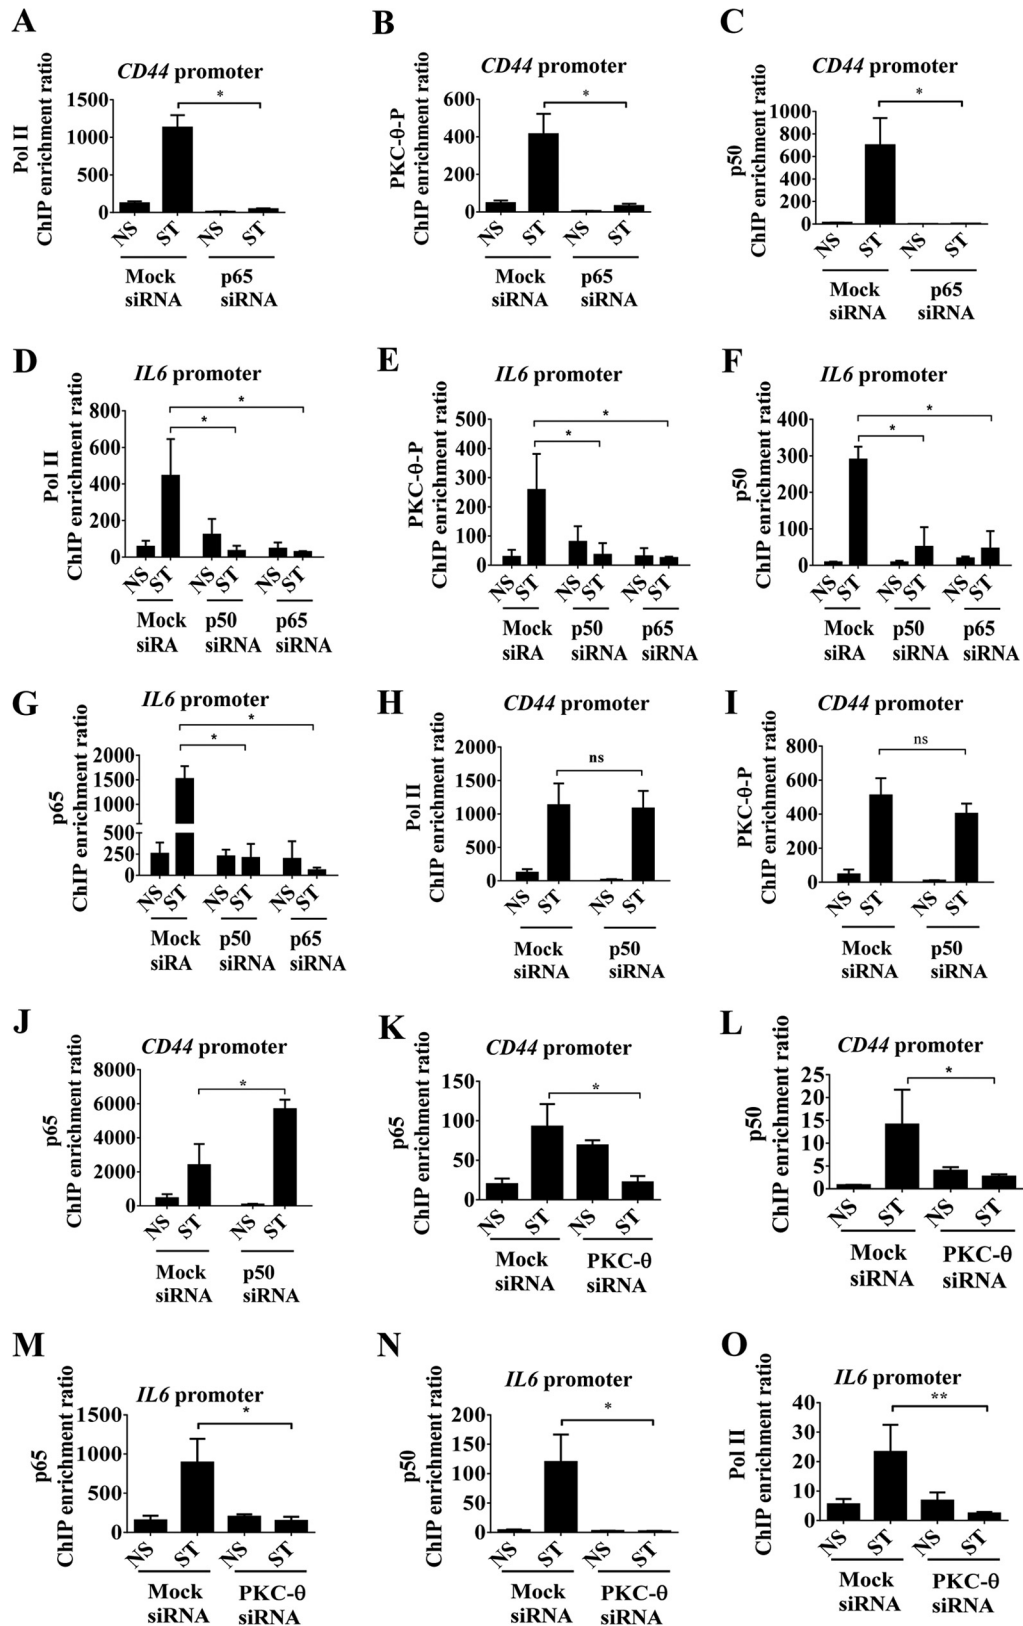 A
CD44 promoter
Pol II
ChIP enrichment ratio
1500
1000
500
0
*
NS ST NS ST
Mock p65
siRNA siRNA
B
CD44 promoter
PKC-θ-P
ChIP enrichment ratio
600
400
200
0
*
NS ST NS ST
Mock p65
siRNA siRNA
C
CD44 promoter
p50
ChIP enrichment ratio
1000
800
600
400
200
0
*
NS ST NS ST
Mock p65
siRNA siRNA
D
IL6 promoter
Pol II
ChIP enrichment ratio
800
600
400
200
0
*
*
NS ST NS ST NS ST
Mock p50 p65
siRA siRNA siRNA
E
IL6 promoter
PKC-θ-P
ChIP enrichment ratio
500
400
300
200
100
0
*
*
NS ST NS ST NS ST
Mock p50 p65
siRA siRNA siRNA
F
IL6 promoter
p50
ChIP enrichment ratio
400
300
200
100
0
*
*
NS ST NS ST NS ST
Mock p50 p65
siRA siRNA siRNA
G
IL6 promoter
p65
ChIP enrichment ratio
2000
1500
1000
500
250
0
*
*
NS ST NS ST NS ST
Mock p50 p65
siRA siRNA siRNA
H
CD44 promoter
Pol II
ChIP enrichment ratio
2000
1500
1000
500
0
ns
NS ST NS ST
Mock p50
siRNA siRNA
I
CD44 promoter
PKC-θ-P
ChIP enrichment ratio
800
600
400
200
0
ns
NS ST NS ST
Mock p50
siRNA siRNA
J
CD44 promoter
p65
ChIP enrichment ratio
8000
6000
4000
2000
0
*
NS ST NS ST
Mock p50
siRNA siRNA
K
CD44 promoter
p65
ChIP enrichment ratio
150
100
50
0
*
NS ST NS ST
Mock PKC-θ
siRNA siRNA
L
CD44 promoter
p50
ChIP enrichment ratio
25
20
15
10
5
0
*
NS ST NS ST
Mock PKC-θ
siRNA siRNA
M
IL6 promoter
p65
ChIP enrichment ratio
1500
1000
500
0
*
NS ST NS ST
Mock PKC-θ
siRNA siRNA
N
IL6 promoter
p50
ChIP enrichment ratio
200
150
100
50
0
*
NS ST NS ST
Mock PKC-θ
siRNA siRNA
O
IL6 promoter
Pol II
ChIP enrichment ratio
40
30
20
10
0
**
NS ST NS ST
Mock PKC-θ
siRNA siRNA